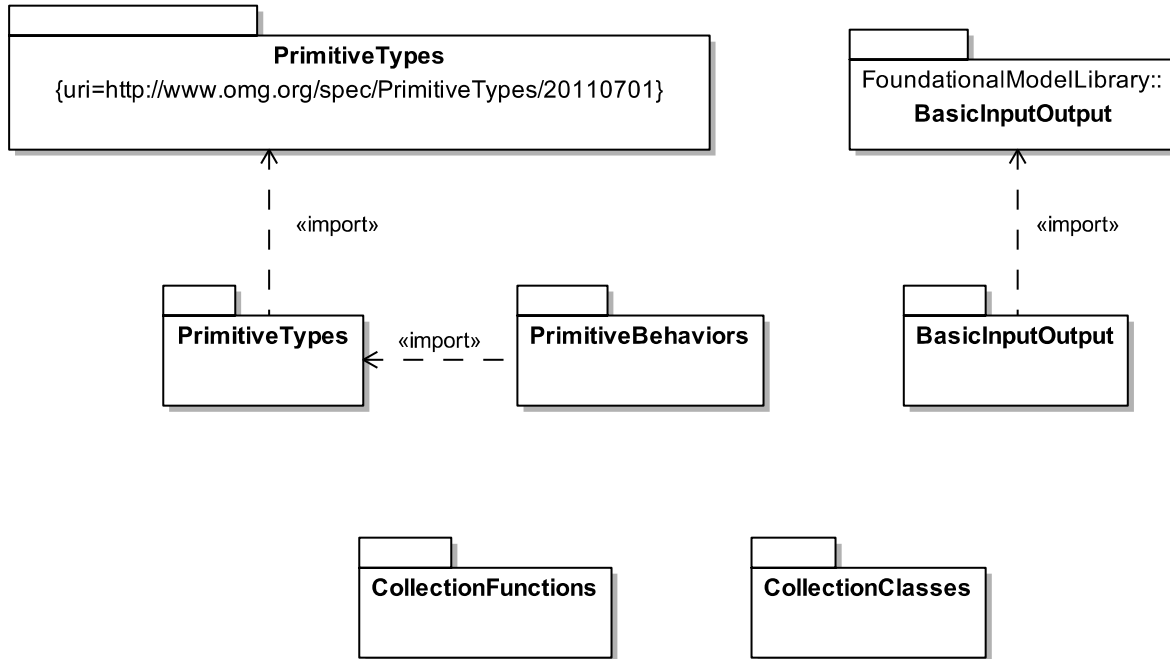 PrimitiveTypes
{uri=http://www.omg.org/spec/PrimitiveTypes/20110701}
FoundationalModelLibrary::
BasicInputOutput
«import»
«import»
PrimitiveTypes
«import»
PrimitiveBehaviors
BasicInputOutput
CollectionFunctions
CollectionClasses